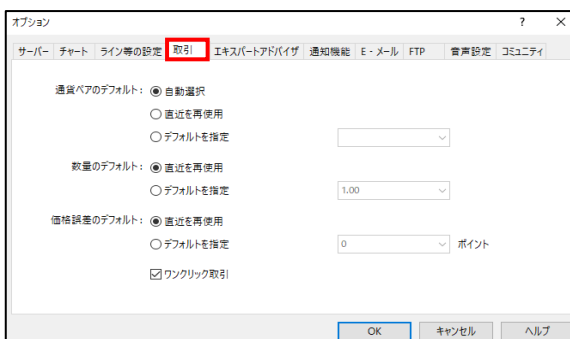 オプション ? ×
サーバー チャート ライン等の設定 取引 エキスパートアドバイザ 通知機能 E - メール FTP 音声設定 コミュニティ
通貨ペアのデフォルト: 自動選択
直近を再使用
デフォルトを指定
数量のデフォルト: 直近を再使用
デフォルトを指定 1.00
価格誤差のデフォルト: 直近を再使用
デフォルトを指定 0 ポイント
ワンクリック取引
OK キャンセル ヘルプ